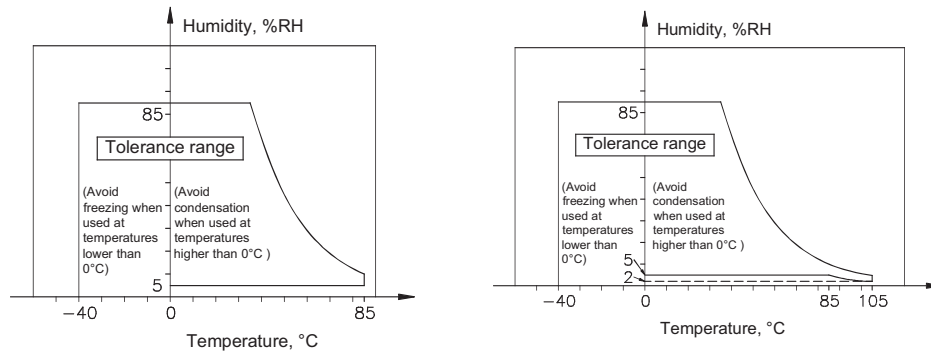 Humidity, %RH
85
Tolerance range
(Avoid
freezing when
used at
temperatures
lower than
0°C)
(Avoid
condensation
when used at
temperatures
higher than 0°C )
5
−40
0
85
Temperature, °C
Humidity, %RH
85
Tolerance range
(Avoid
freezing when
used at
temperatures
lower than
0°C)
(Avoid
condensation
when used at
temperatures
higher than 0°C )
5
2
−40
0
85
105
Temperature, °C